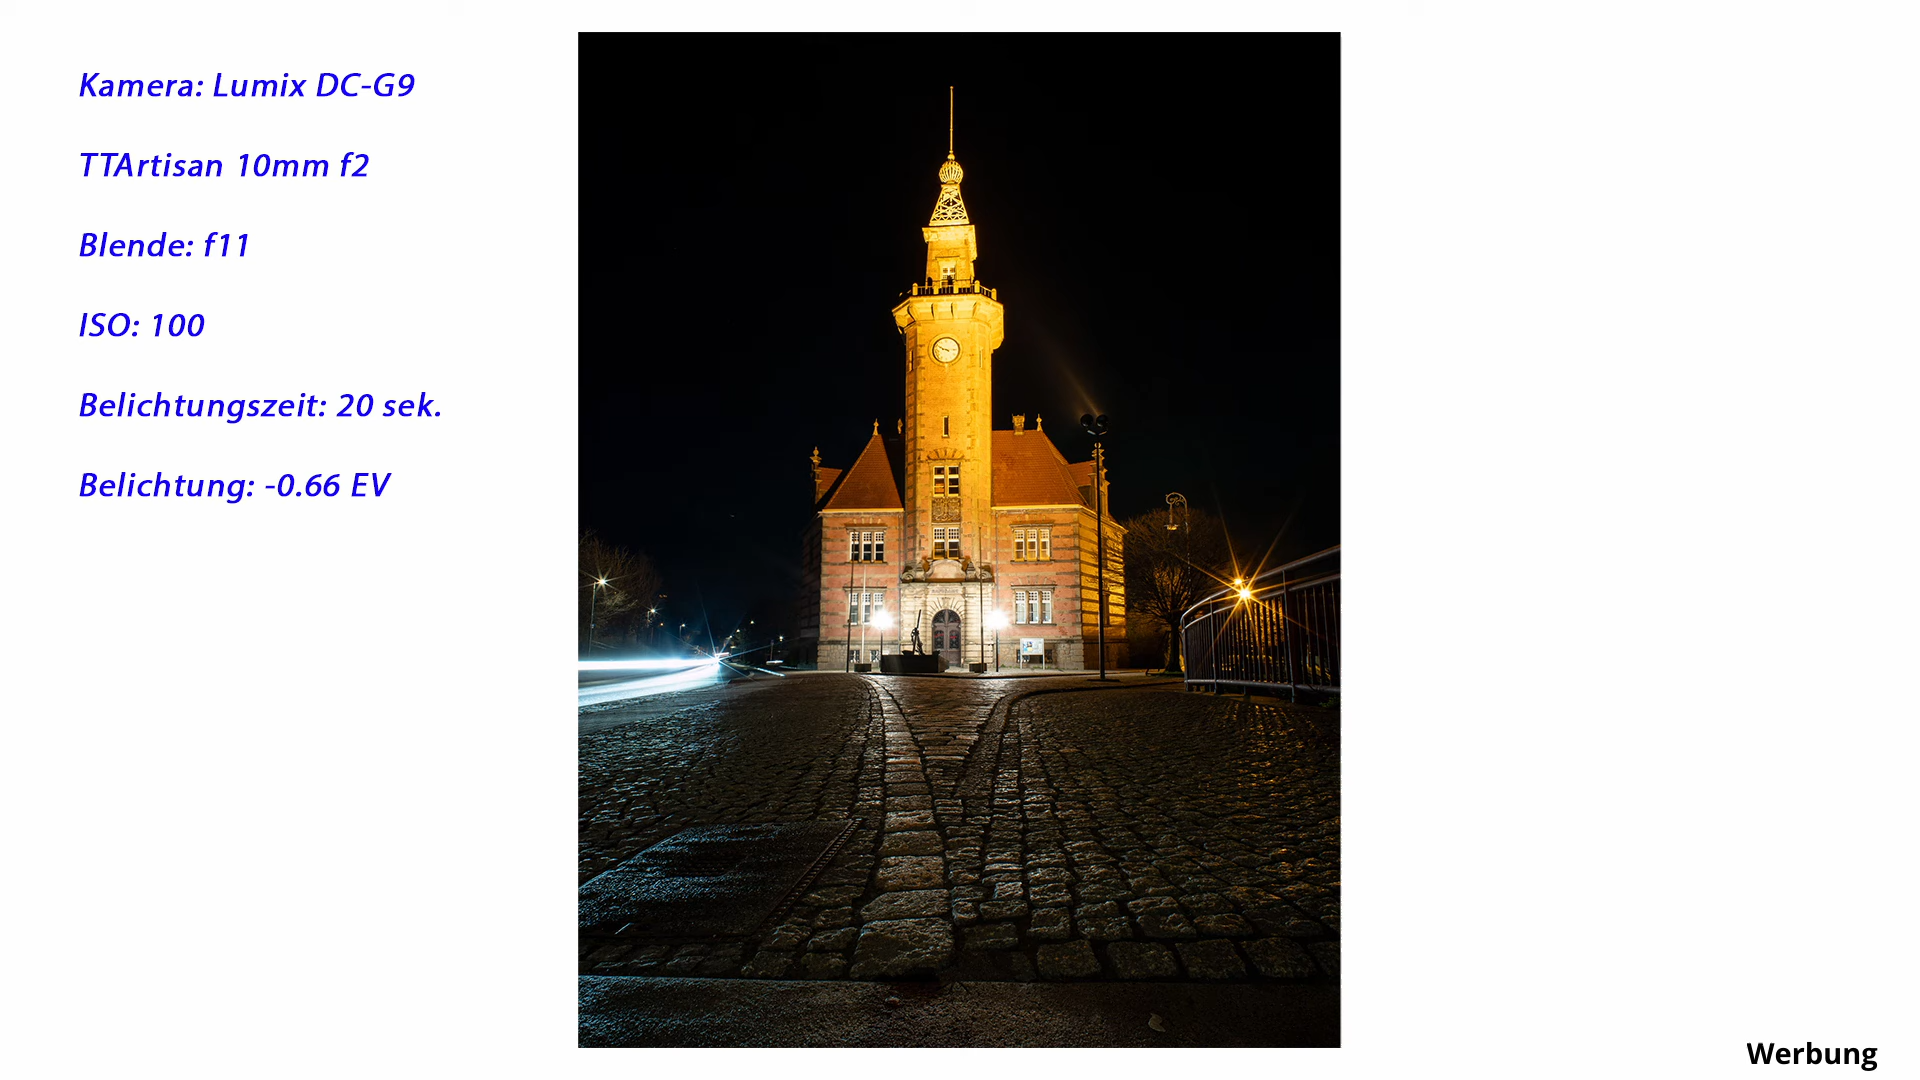 Kamera: Lumix DC-G9
TTArtisan 10mm f2
Blende: f11
ISO: 100
Belichtungszeit: 20 sek.
Belichtung: -0.66 EV
Werbung